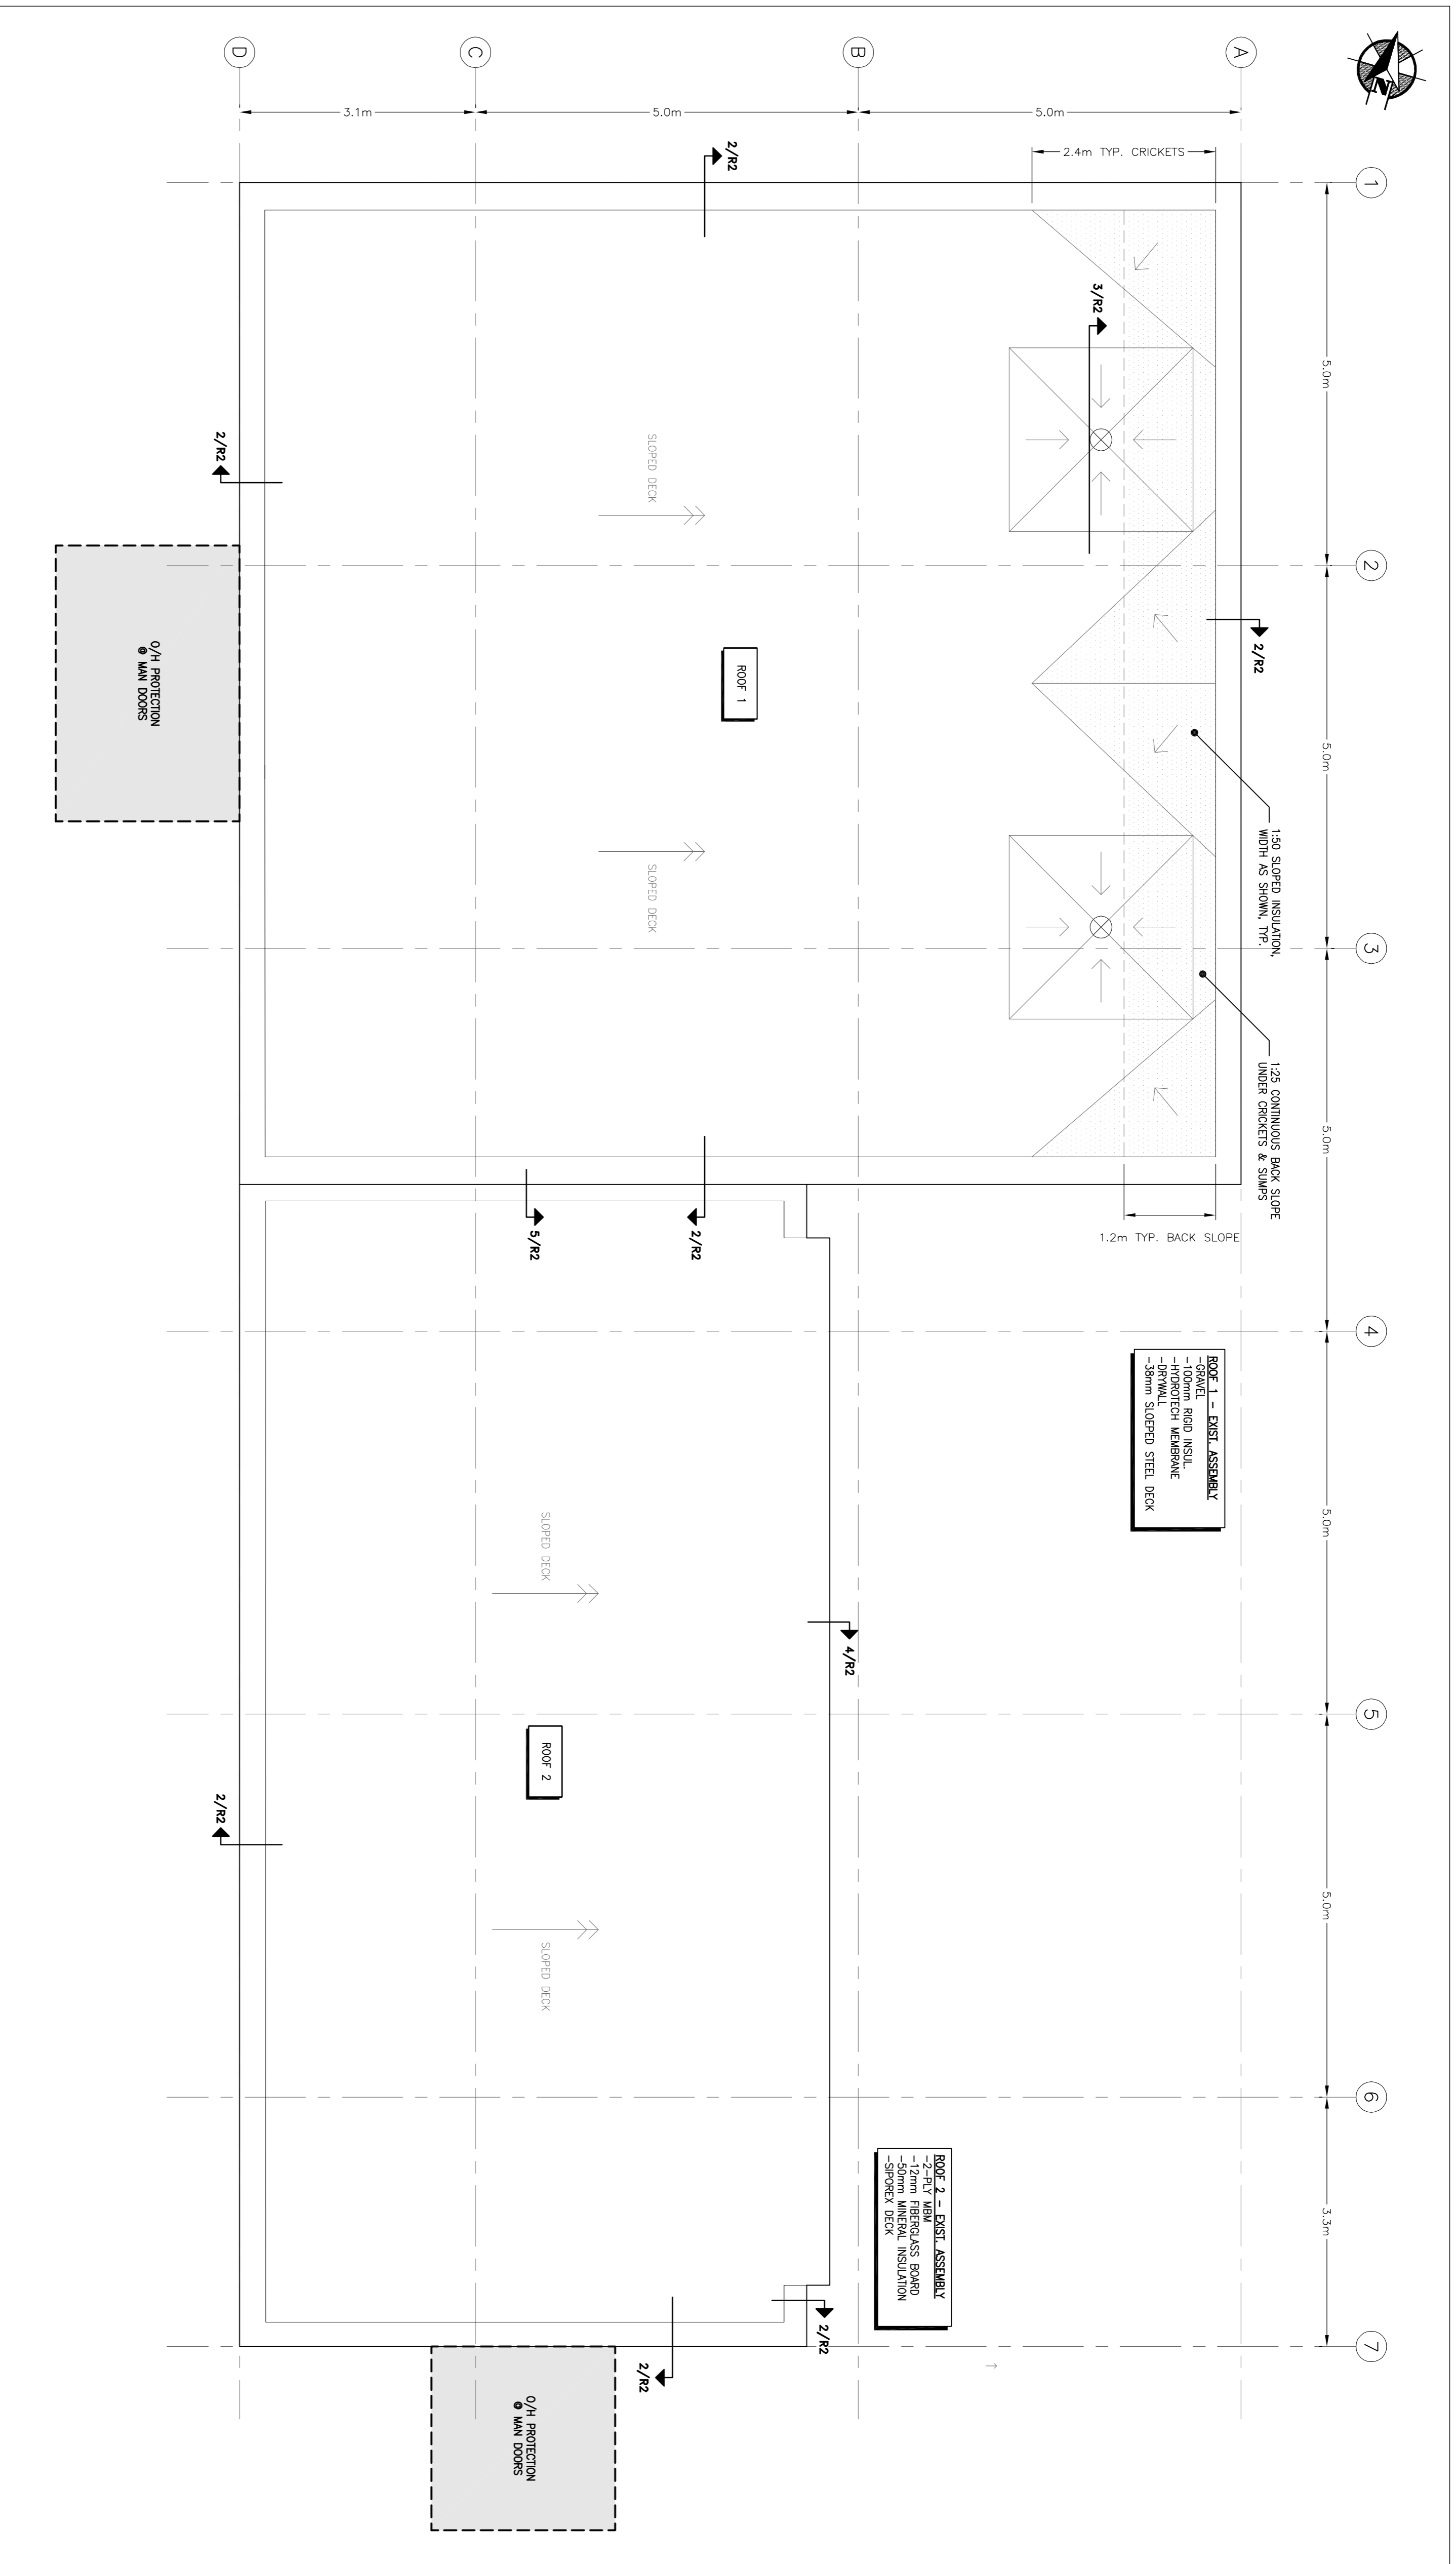 N
1
2
3
4
5
6
7
5.0m
5.0m
5.0m
5.0m
5.0m
3.3m
A
B
C
D
5.0m
5.0m
3.1m
2.4m TYP. CRICKETS
1.2m TYP. BACK SLOPE
1:50 SLOPED INSULATION,
WIDTH AS SHOWN, TYP.
1:25 CONTINUOUS BACK SLOPE
UNDER CRICKETS & SUMPS
2/R2
3/R2
2/R2
2/R2
5/R2
2/R2
SLOPED DECK
SLOPED DECK
ROOF 1
2/R2
O/H PROTECTION
@ MAN DOORS
ROOF 1 - EXIST. ASSEMBLY
-GRAVEL
-100mm RIGID INSUL.
-HYDROTECH MEMBRANE
-DRYWALL
-38mm SLOEPED STEEL DECK
ROOF 2 - EXIST. ASSEMBLY
-2-PLY MBM
-12mm FIBERGLASS BOARD
-50mm MINERAL INSULATION
-SIPOREX DECK
4/R2
2/R2
2/R2
SLOPED DECK
SLOPED DECK
ROOF 2
2/R2
O/H PROTECTION
@ MAN DOORS